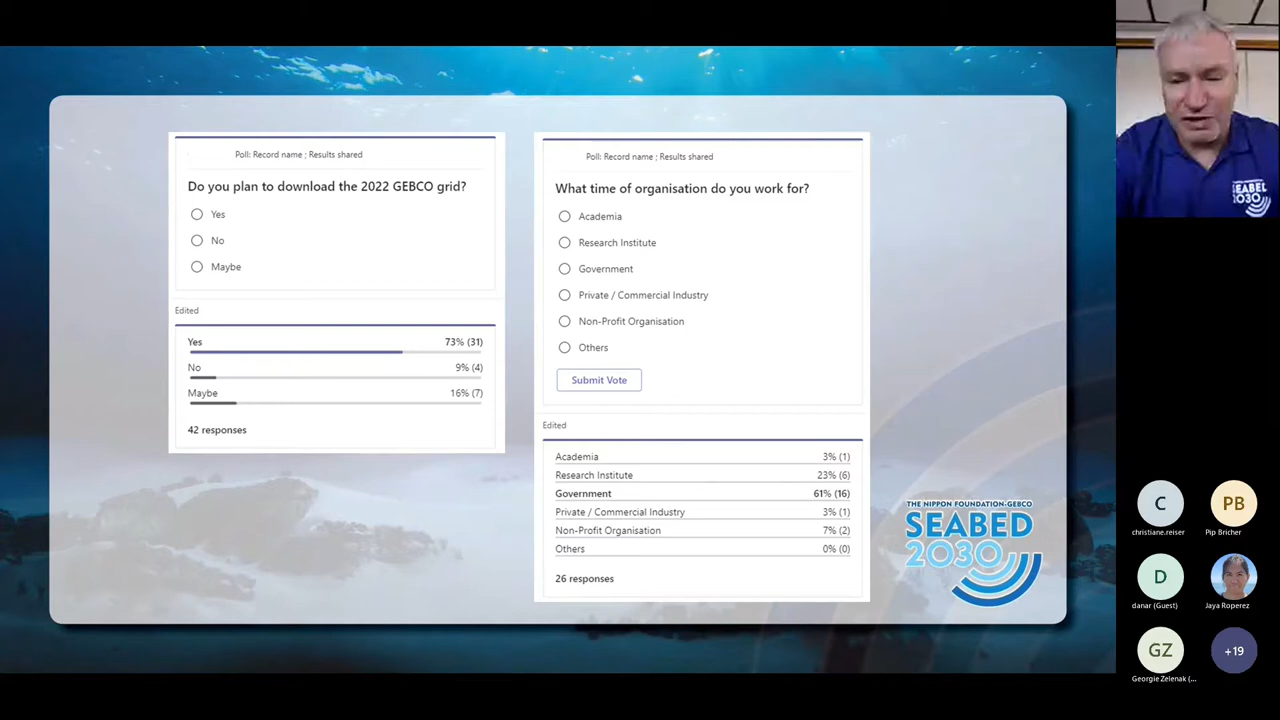 Poll: Record name ; Results shared
Do you plan to download the 2022 GEBCO grid?
Yes
No
Maybe
Edited
Yes 73% (31)
No 9% (4)
Maybe 16% (7)
42 responses
Poll: Record name ; Results shared
What time of organisation do you work for?
Academia
Research Institute
Government
Private / Commercial Industry
Non-Profit Organisation
Others
Submit Vote
Edited
Academia 3% (1)
Research Institute 23% (6)
Government 61% (16)
Private / Commercial Industry 3% (1)
Non-Profit Organisation 7% (2)
Others 0% (0)
26 responses
THE NIPPON FOUNDATION-GEBCO
SEABED
2030
SEABED
2030
C
christiane.reiser
PB
Pip Bricher
D
danar (Guest)
Jaya Roperez
GZ
Georgie Zelenak (...
+19